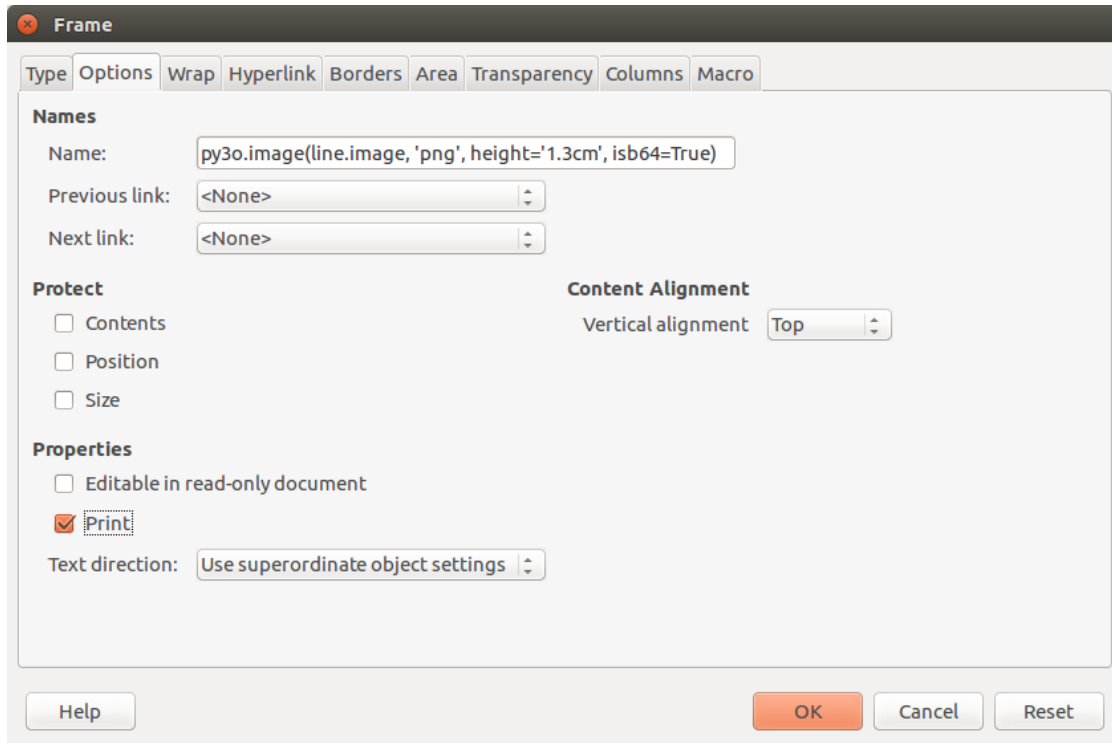 Frame
Type Options Wrap Hyperlink Borders Area Transparency Columns Macro
Names
Name: py3o.image(line.image, 'png', height='1.3cm', isb64=True)
Previous link: <None>
Next link: <None>
Protect Content Alignment
Contents Vertical alignment Top
Position
Size
Properties
Editable in read-only document
Print
Text direction: Use superordinate object settings
Help OK Cancel Reset